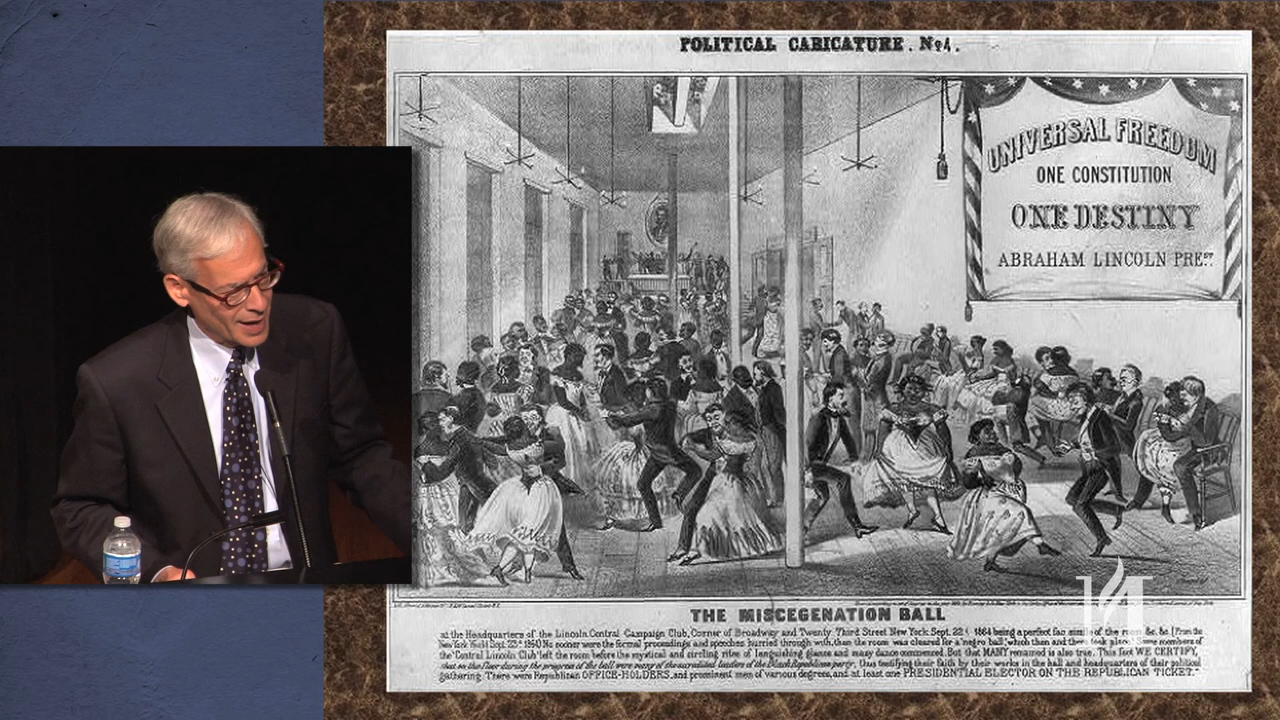 POLITICAL CARICATURE. No 4.
UNIVERSAL FREEDOM
ONE CONSTITUTION
ONE DESTINY
ABRAHAM LINCOLN PREST.
THE MISCEGENATION BALL
at the Headquarters of the Lincoln Central Campaign Club, Corner of Broadway and Twenty Third Street New York Sept. 22d. 1864 being a perfect fac simile of the room &c. &c. (From the
New York World Sept. 23d. 1864) No sooner were the formal proceedings and speeches hurried through with, than the room was cleared for a "negro ball," which then and there took place! Some members of
the "Central Lincoln Club" left the room before the mystical and circling rites of languishing glance and mazy dance commenced. But that MANY remained is also true. This fact WE CERTIFY,
that on the floor during the progress of the ball were many of the accredited leaders of the Black Republican party, thus testifying their faith by their works in the hall and headquarters of their political
gathering. There were Republican OFFICE-HOLDERS, and prominent men of various degrees, and at least one PRESIDENTIAL ELECTOR ON THE REPUBLICAN TICKET."